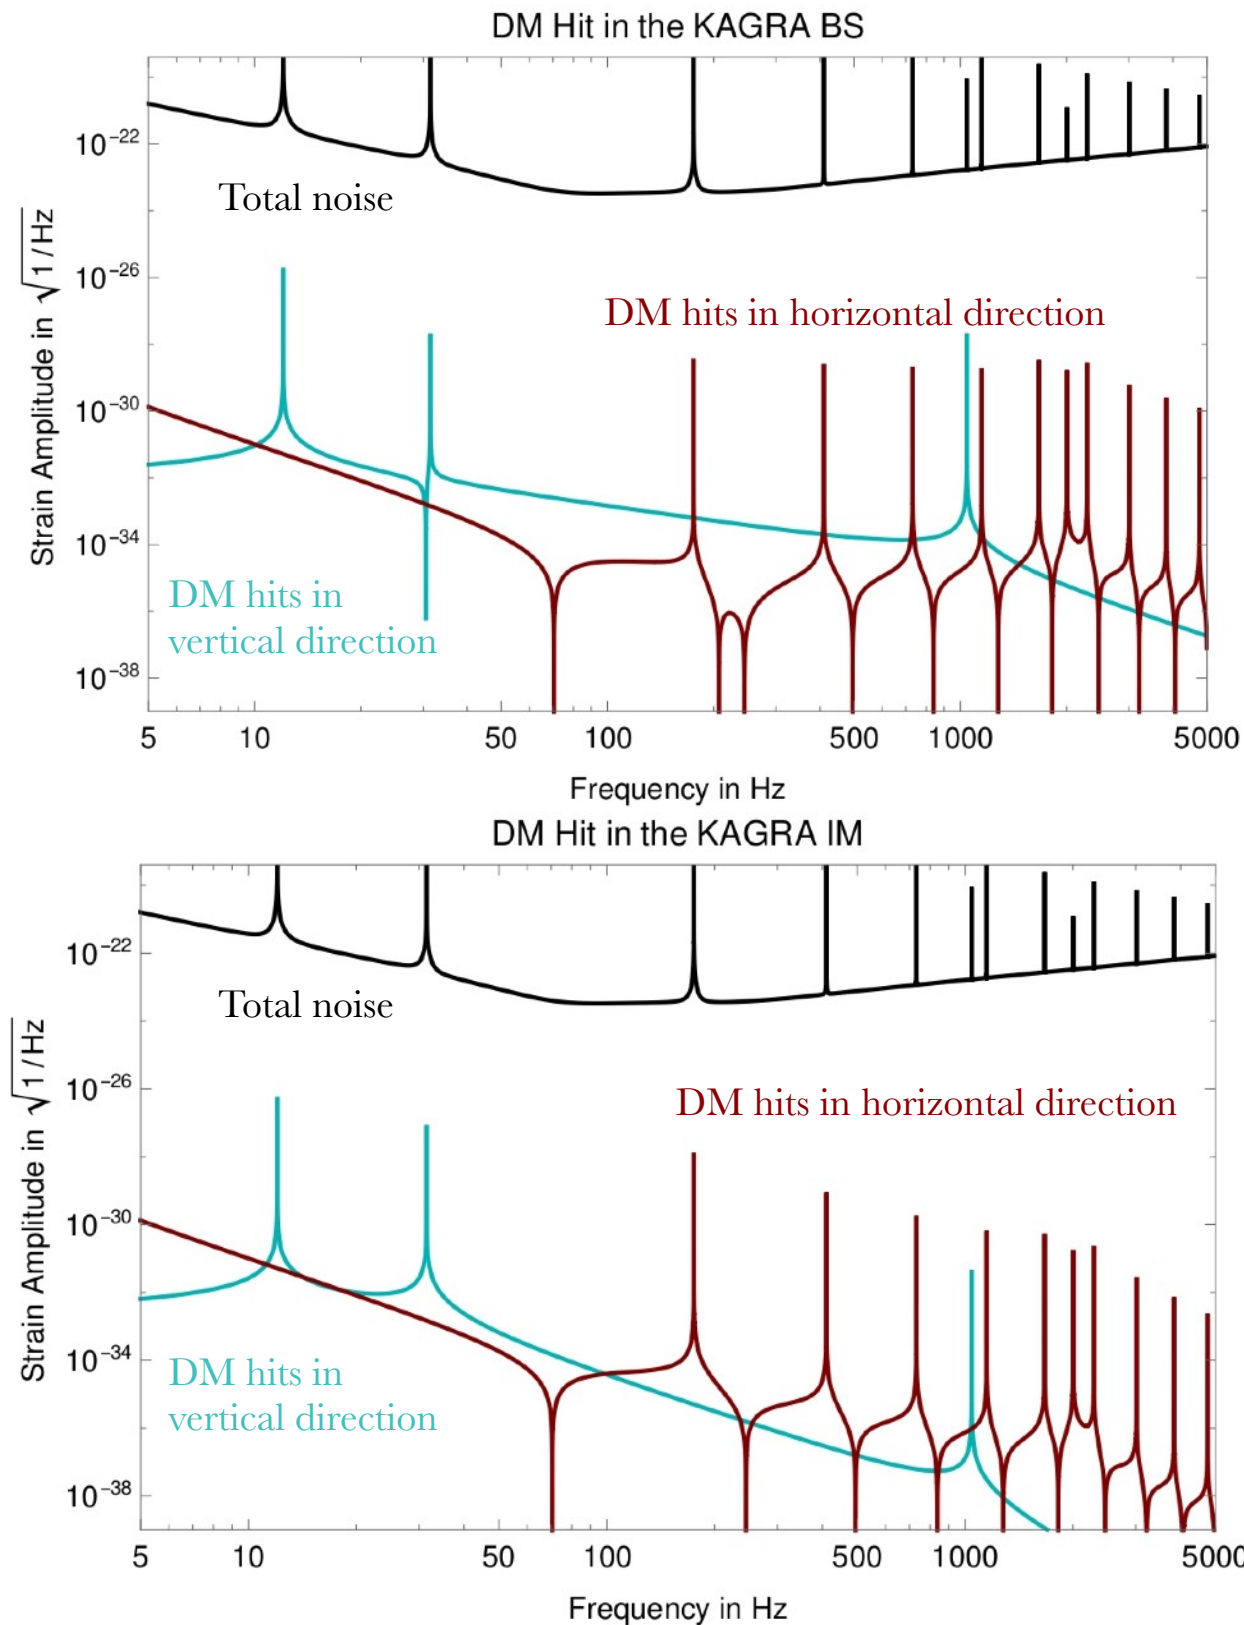 DM Hit in the KAGRA BS
10⁻²²
10⁻²⁶
10⁻³⁰
10⁻³⁴
10⁻³⁸
Strain Amplitude in √1/Hz
Total noise
DM hits in horizontal direction
DM hits in
vertical direction
5 10 50 100 500 1000 5000
Frequency in Hz
DM Hit in the KAGRA IM
10⁻²²
10⁻²⁶
10⁻³⁰
10⁻³⁴
10⁻³⁸
Strain Amplitude in √1/Hz
Total noise
DM hits in horizontal direction
DM hits in
vertical direction
5 10 50 100 500 1000 5000
Frequency in Hz